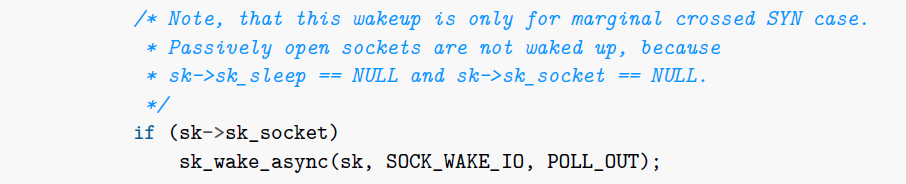 /* Note, that this wakeup is only for marginal crossed SYN case.
* Passively open sockets are not waked up, because
* sk->sk_sleep == NULL and sk->sk_socket == NULL.
*/
if (sk->sk_socket)
sk_wake_async(sk, SOCK_WAKE_IO, POLL_OUT);